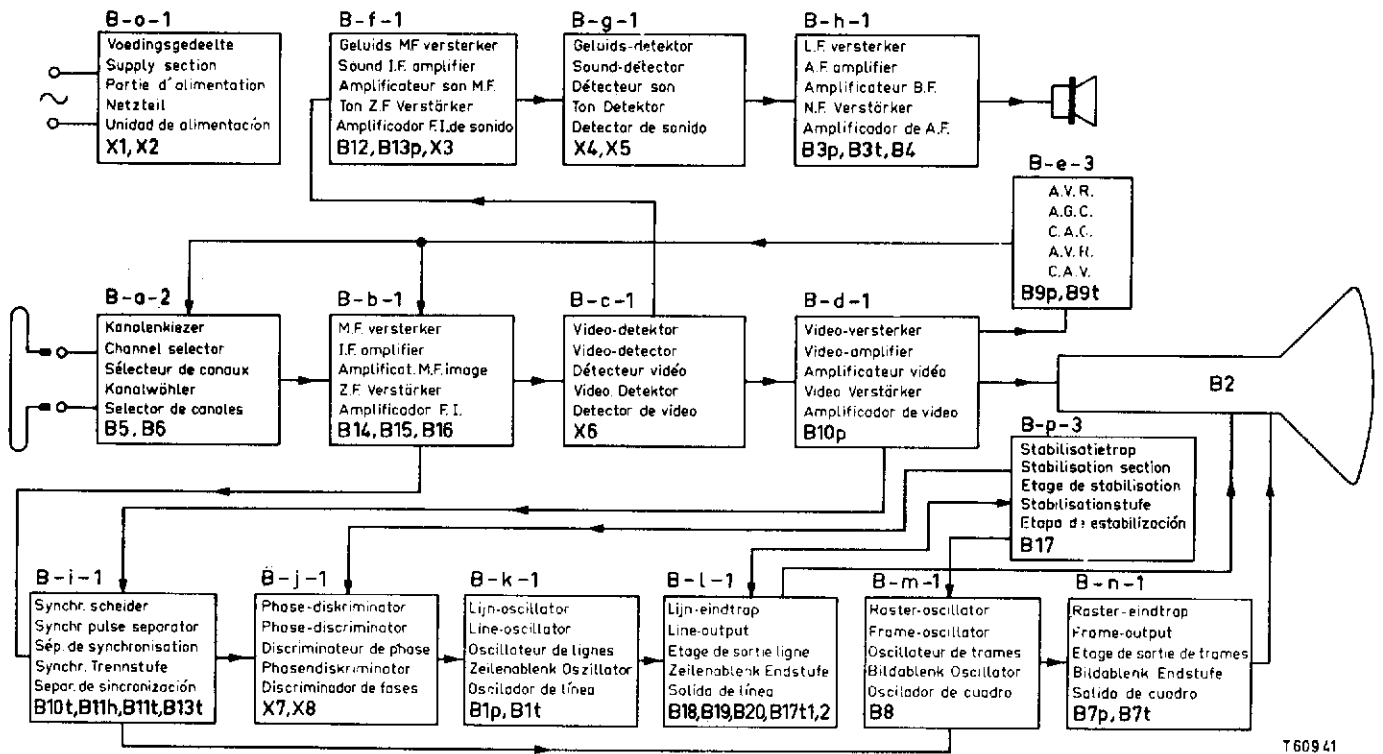 B-o-1
Voedingsgedeelte
Supply section
Partie d'alimentation
Netzteil
Unidad de alimentación
X1, X2
B-f-1
Geluids MF versterker
Sound I.F. amplifier
Amplificateur son M.F.
Ton Z.F Verstärker
Amplificador F.I. de sonido
B12, B13p, X3
B-g-1
Geluids-detektor
Sound-detector
Détecteur son
Ton Detektor
Detector de sonido
X4, X5
B-h-1
L.F. versterker
A.F. amplifier
Amplificateur B.F.
N.F. Verstärker
Amplificador de A.F.
B3p, B3t, B4
B-e-3
A.V.R.
A.G.C.
C.A.G.
A.V.R.
C.A.V.
B9p, B9t
B-a-2
Kanalenkiezer
Channel selector
Sélecteur de canaux
Kanalwähler
Selector de canales
B5, B6
B-b-1
M.F. versterker
I.F. amplifier
Amplificat. M.F. image
Z.F. Verstärker
Amplificador F.I.
B14, B15, B16
B-c-1
Video-detektor
Video-detector
Détecteur vidéo
Video. Detektor
Detector de video
X6
B-d-1
Video-versterker
Video-amplifier
Amplificateur vidéo
Video Verstärker
Amplificador de video
B10p
B2
B-p-3
Stabilisatietrap
Stabilisation section
Etage de stabilisation
Stabilisationstufe
Etapa de estabilización
B17
B-i-1
Synchr. scheider
Synchr pulse separator
Sép. de synchronisation
Synchr. Trennstufe
Separ. de sincronización
B10t, B11h, B11t, B13t
B-j-1
Phase-diskriminator
Phase-discriminator
Discriminateur de phase
Phasendiskriminator
Discriminador de fases
X7, X8
B-k-1
Lijn-oscillator
Line-oscillator
Oscillateur de lignes
Zeilenablenk Oszillator
Oscilador de línea
B1p, B1t
B-l-1
Lijn-eindtrap
Line-output
Etage de sortie ligne
Zeilenablenk Endstufe
Salida de línea
B18, B19, B20, B17t1,2
B-m-1
Raster-oscillator
Frame-oscillator
Oscillateur de trames
Bildablenk Oscillator
Oscilador de cuadro
B8
B-n-1
Raster-eindtrap
Frame-output
Etage de sortie de trames
Bildablenk Endstufe
Salida de cuadro
B7p, B7t
T60941